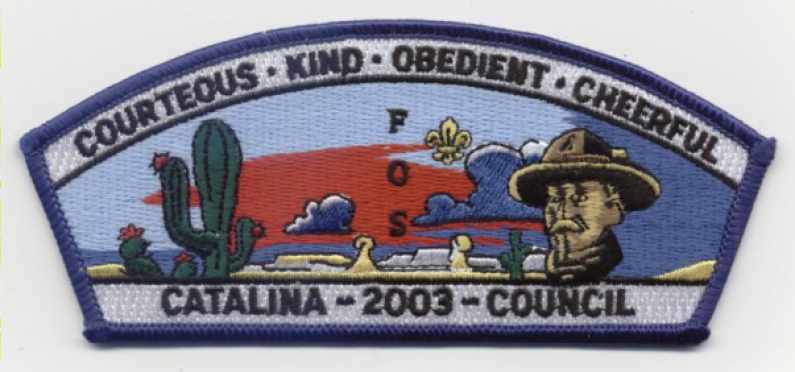 COURTEOUS · KIND · OBEDIENT · CHEERFUL
F
O
S
CATALINA - 2003 - COUNCIL